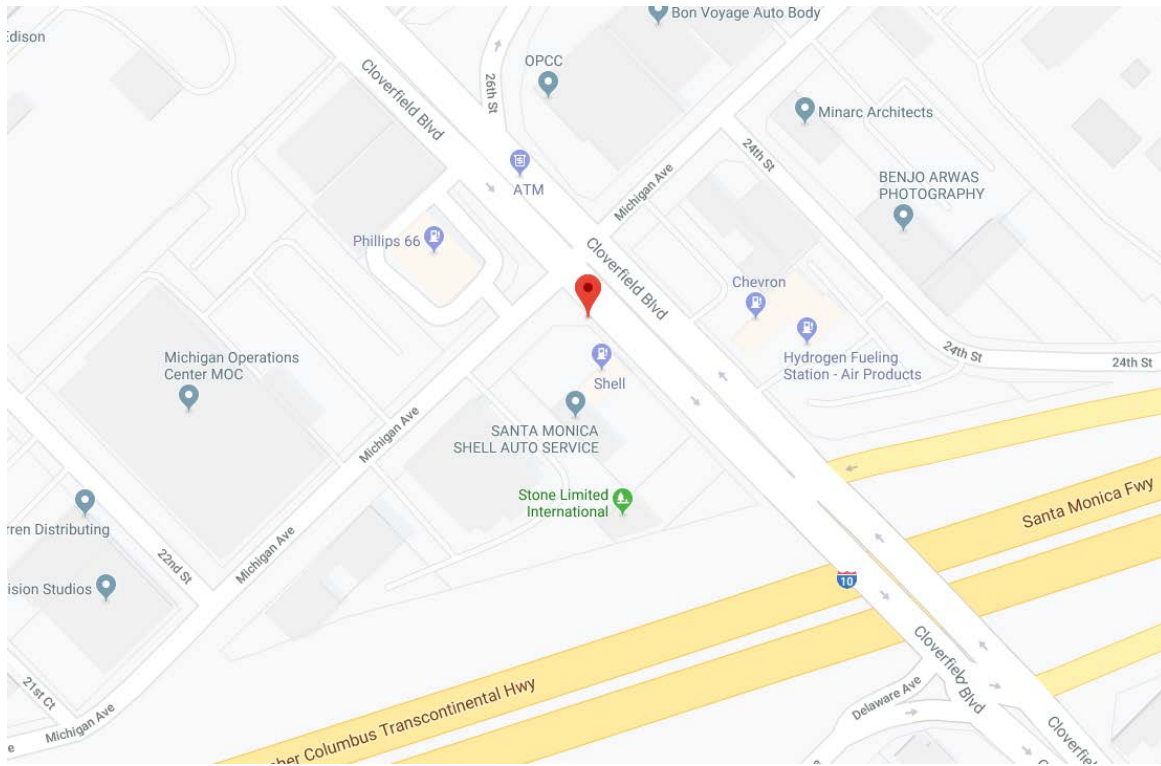 Bon Voyage Auto Body
Edison
OPCC
Cloverfield Blvd
26th St
Minarc Architects
24th St
ATM
Michigan Ave
BENJO ARWAS
PHOTOGRAPHY
Phillips 66
Cloverfield Blvd
Chevron
Hydrogen Fueling
Station - Air Products
24th St
24th St
Michigan Operations
Center MOC
Shell
Michigan Ave
SANTA MONICA
SHELL AUTO SERVICE
Stone Limited
International
Santa Monica Fwy
rren Distributing
22nd St
Michigan Ave
10
ision Studios
Cloverfield Blvd
21st Ct
Delaware Ave
Michigan Ave
her Columbus Transcontinental Hwy
Cloverfield